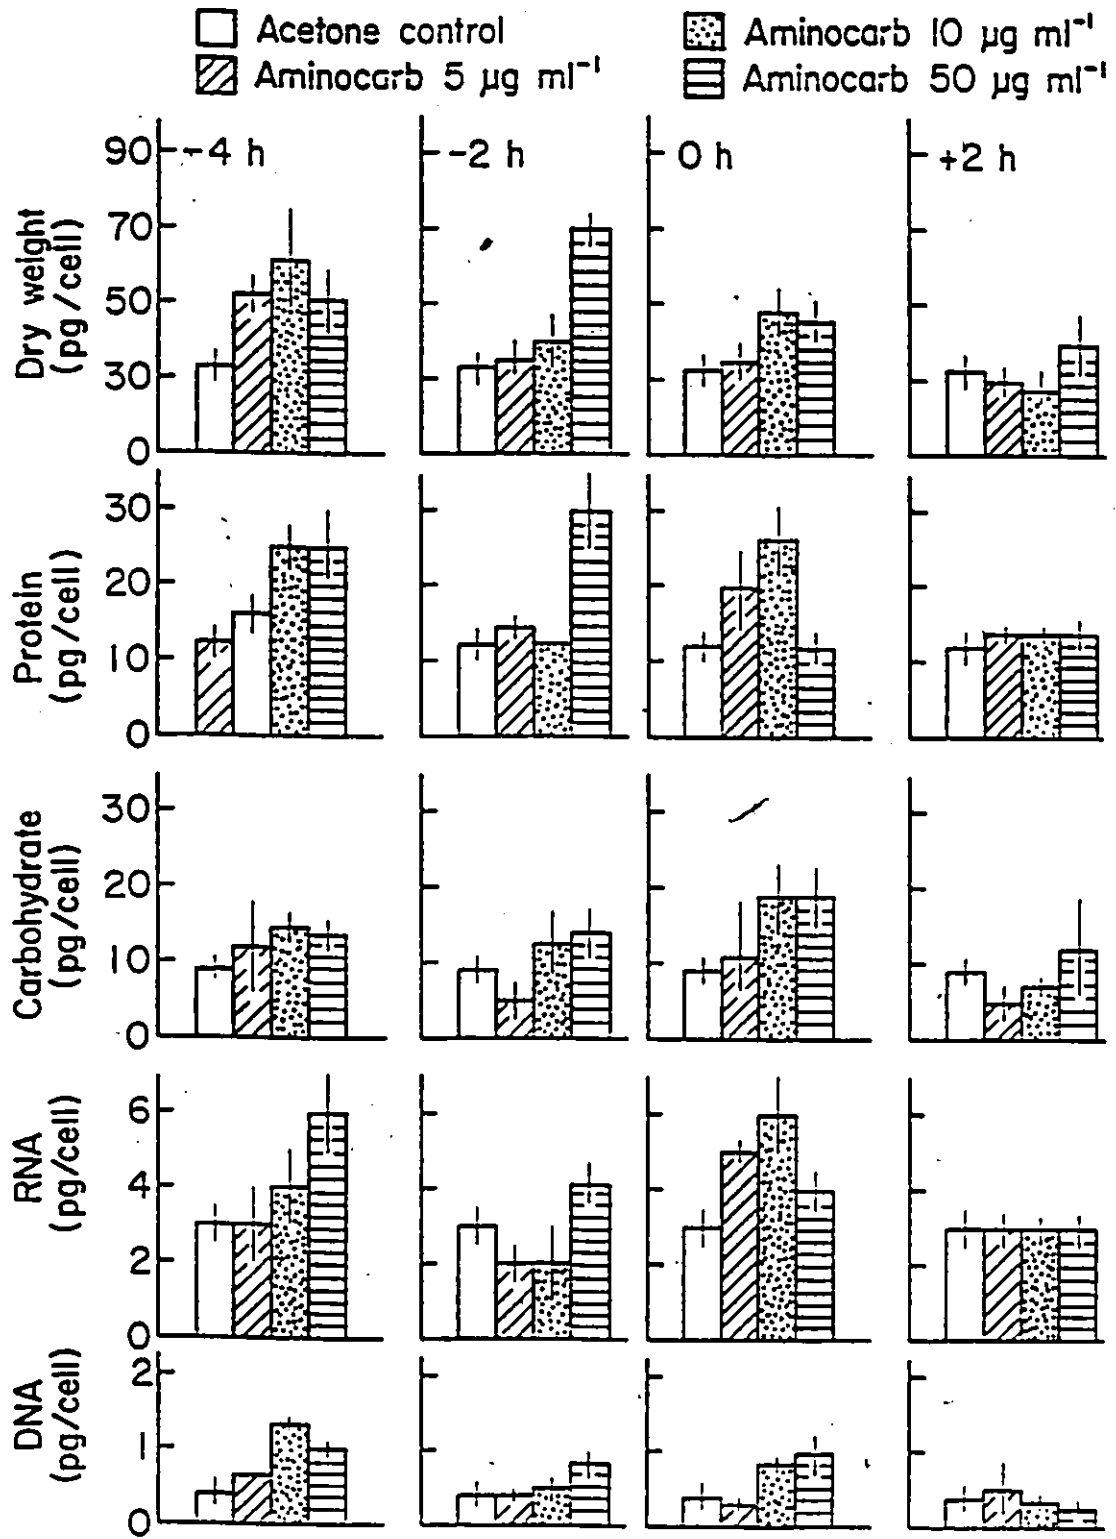 Acetone control
Aminocarb 5 µg ml⁻¹
Aminocarb 10 µg ml⁻¹
Aminocarb 50 µg ml⁻¹
-4 h
-2 h
0 h
+2 h
Dry weight
(pg/cell)
90
70
50
30
0
Protein
(pg/cell)
30
20
10
0
Carbohydrate
(pg/cell)
30
20
10
0
RNA
(pg/cell)
6
4
2
0
DNA
(pg/cell)
2
1
0